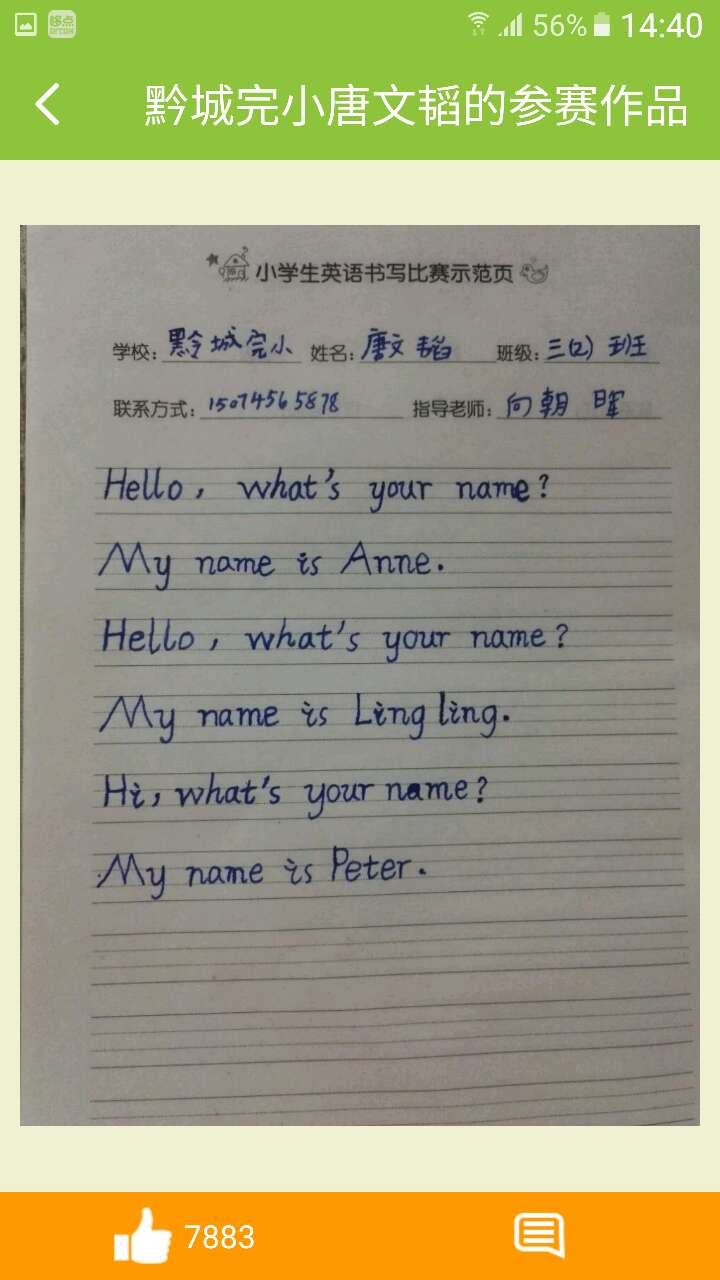 56% 14:40
黔城完小唐文韬的参赛作品
小学生英语书写比赛示范页
学校：黔城完小 姓名：唐文韬 班级：三(2)班
联系方式：15074565878 指导老师：向朝晖
Hello, what's your name?
My name is Anne.
Hello, what's your name?
My name is Ling ling.
Hi, what's your name?
My name is Peter.
7883